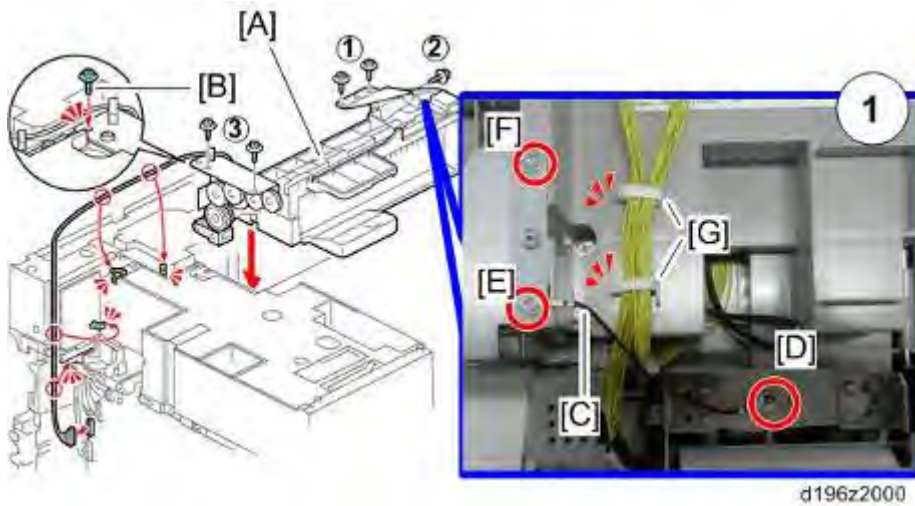 [A]
①
②
[B]
③
1
[F]
[G]
[E]
[D]
[C]
d196z2000